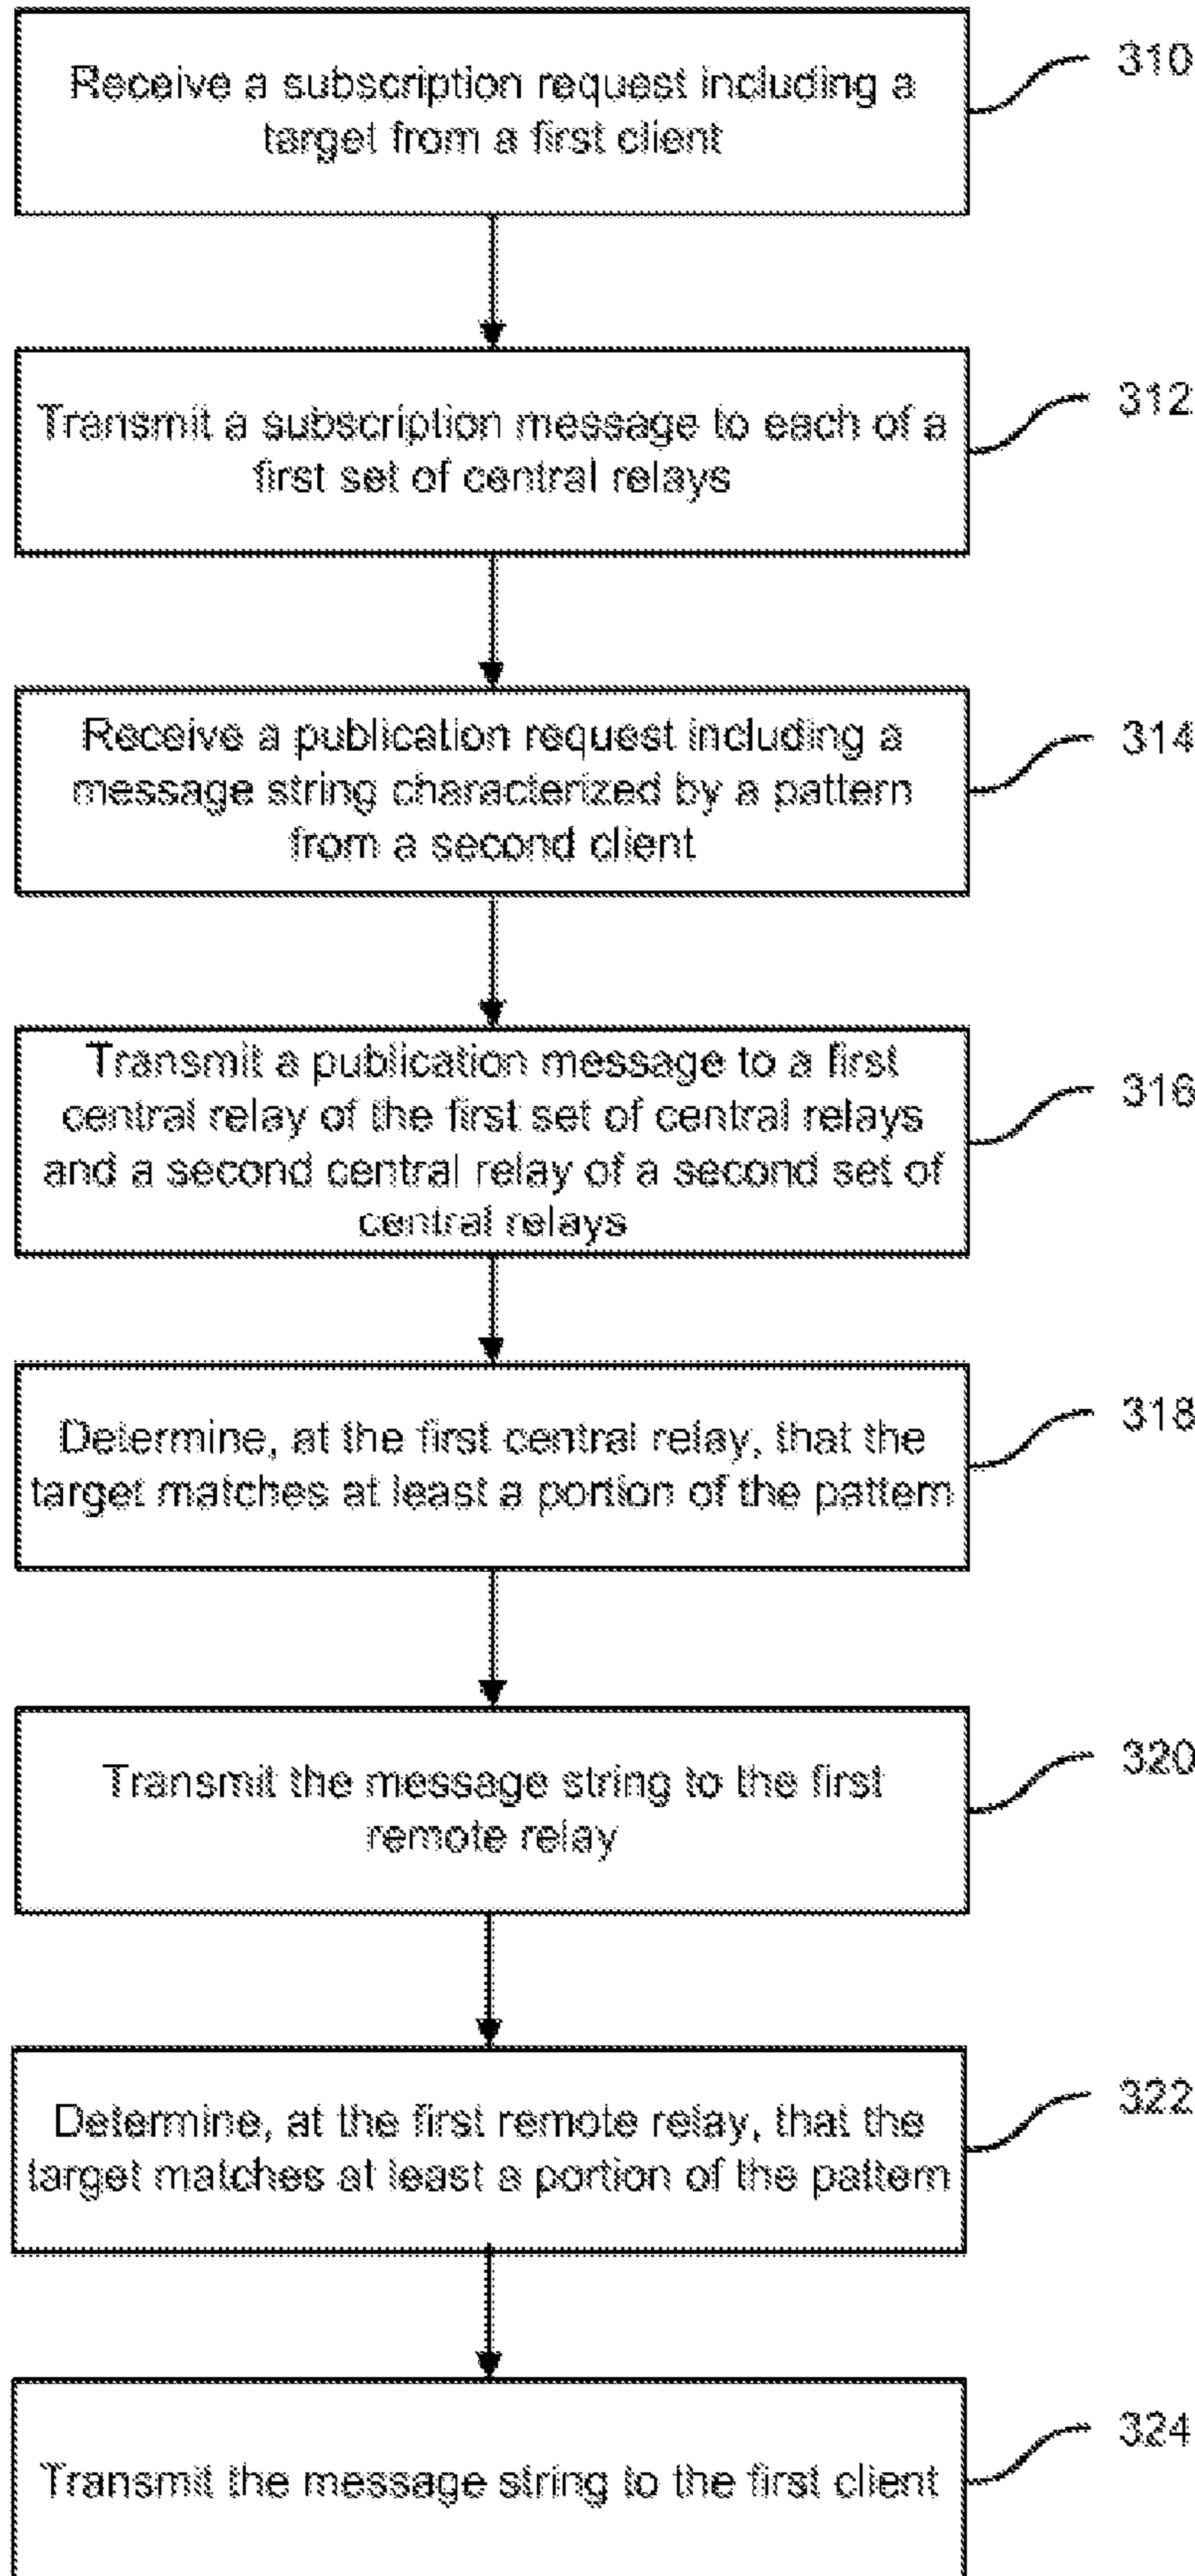 Receive a subscription request including a
target from a first client
310
Transmit a subscription message to each of a
first set of central relays
312
Receive a publication request including a
message string characterized by a pattern
from a second client
314
Transmit a publication message to a first
central relay of the first set of central relays
and a second central relay of a second set of
central relays
316
Determine, at the first central relay, that the
target matches at least a portion of the pattern
318
Transmit the message string to the first
remote relay
320
Determine, at the first remote relay, that the
target matches at least a portion of the pattern
322
Transmit the message string to the first client
324